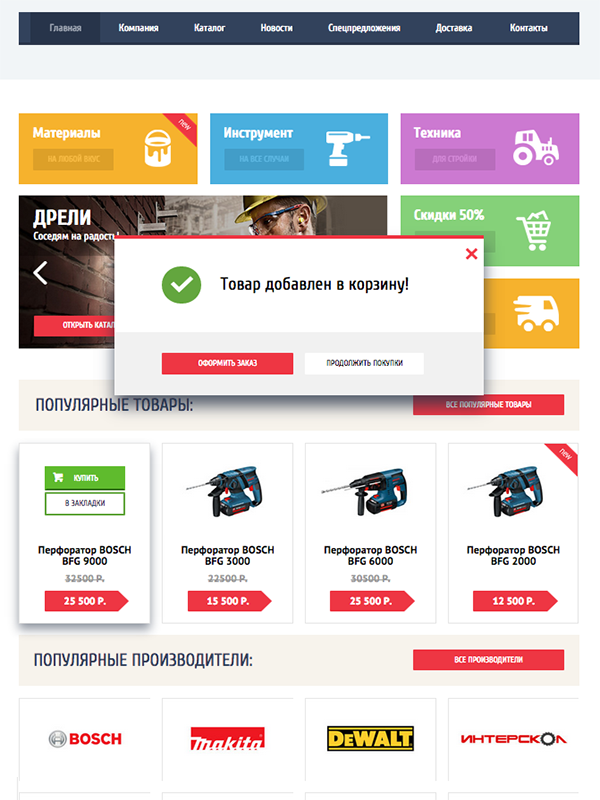 Главная Компания Каталог Новости Спецпредложения Доставка Контакты
Материалы
new
НА ЛЮБОЙ ВКУС
Инструмент
НА ВСЕ СЛУЧАИ
Техника
ДЛЯ СТРОЙКИ
ДРЕЛИ
Соседям на радость!
ОТКРЫТЬ КАТАЛ
Скидки 50%
Товар добавлен в корзину!
ОФОРМИТЬ ЗАКАЗ
ПРОДОЛЖИТЬ ПОКУПКИ
ПОПУЛЯРНЫЕ ТОВАРЫ:
ВСЕ ПОПУЛЯРНЫЕ ТОВАРЫ
КУПИТЬ
В ЗАКЛАДКИ
Перфоратор BOSCH
BFG 9000
32500 Р.
25 500 Р.
Перфоратор BOSCH
BFG 3000
22500 Р.
15 500 Р.
Перфоратор BOSCH
BFG 6000
30500 Р.
25 500 Р.
new
Перфоратор BOSCH
BFG 2000
12 500 Р.
ПОПУЛЯРНЫЕ ПРОИЗВОДИТЕЛИ:
ВСЕ ПРОИЗВОДИТЕЛИ
BOSCH
makita
DEWALT
ИНТЕРСКОЛ